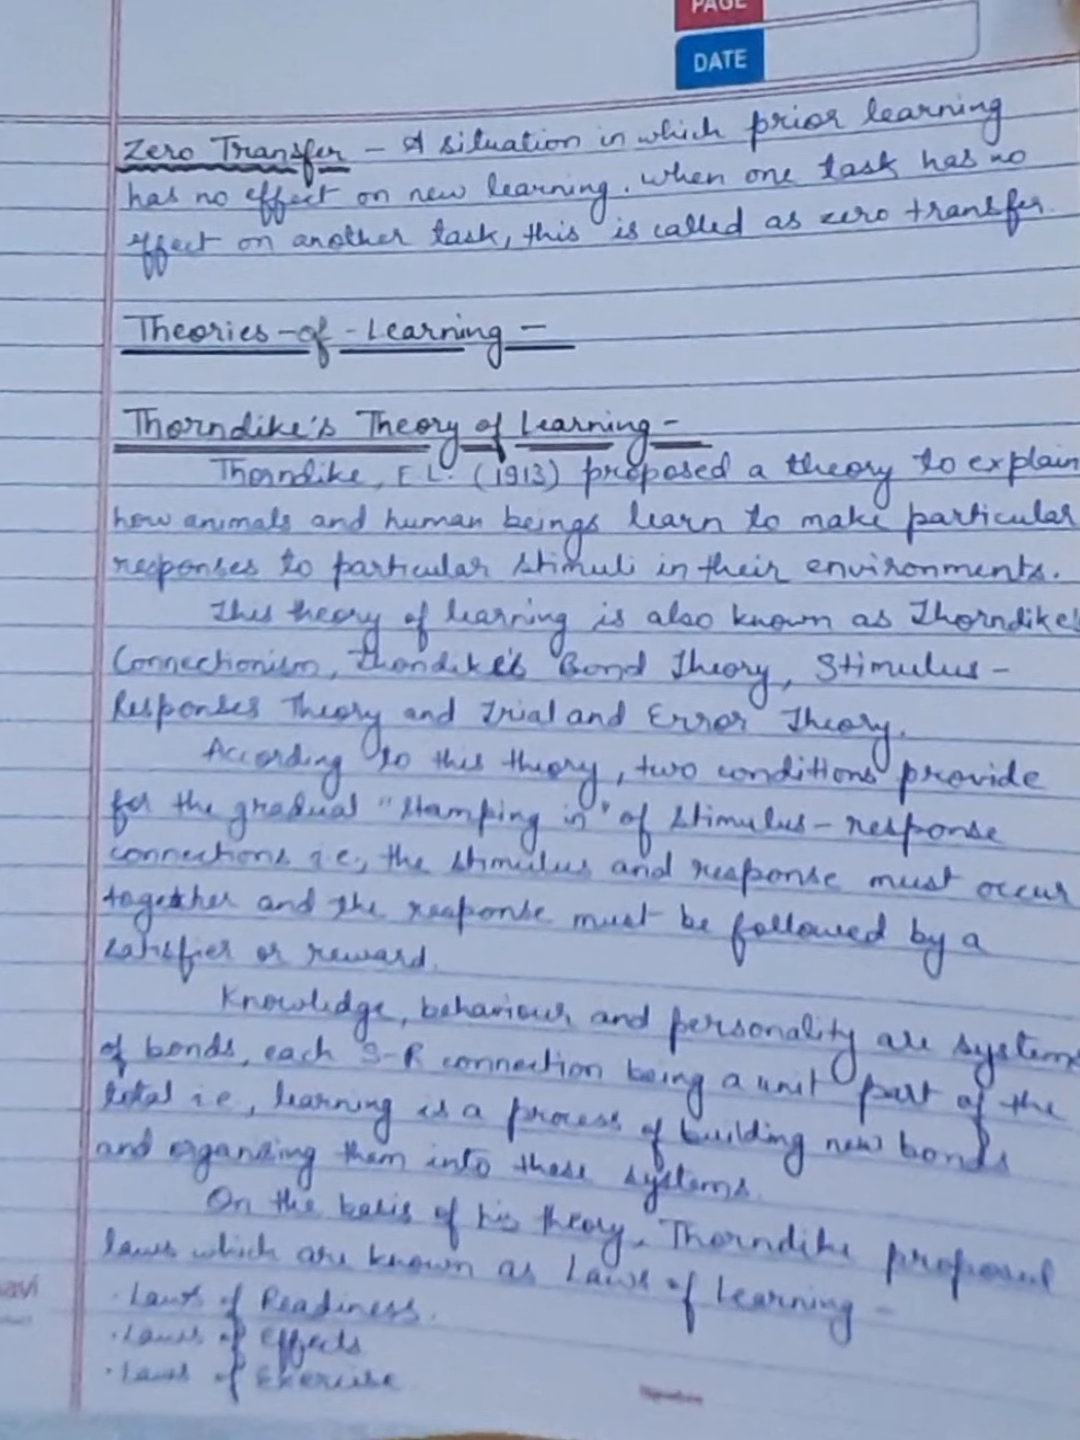 PAGE
DATE
Zero Transfer – A situation in which prior learning
has no effect on new learning. When one task has no
effect on another task, this is called as zero transfer.
Theories-of-Learning –
Thorndike's Theory of Learning –
Thorndike, E L. (1913) proposed a theory to explain
how animals and human beings learn to make particular
responses to particular stimuli in their environments.
This theory of learning is also known as Thorndike's
Connectionism, Thondike's Bond Theory, Stimulus-
Responses Theory and Trial and Error Theory.
According to this theory, two conditions provide
for the gradual "stamping in" of stimulus-response
connections i.e., the stimulus and response must occur
together and the response must be followed by a
satisfier or reward.
Knowledge, behaviour, and personality are systems
of bonds, each S-R connection being a unit part of the
total i.e, learning is a process of building new bonds
and organizing them into these systems.
On the basis of his theory, Thorndike proposed
laws which are known as Laws of Learning –
· Laws of Readiness.
· Laws of Effects
· Laws of Exercise